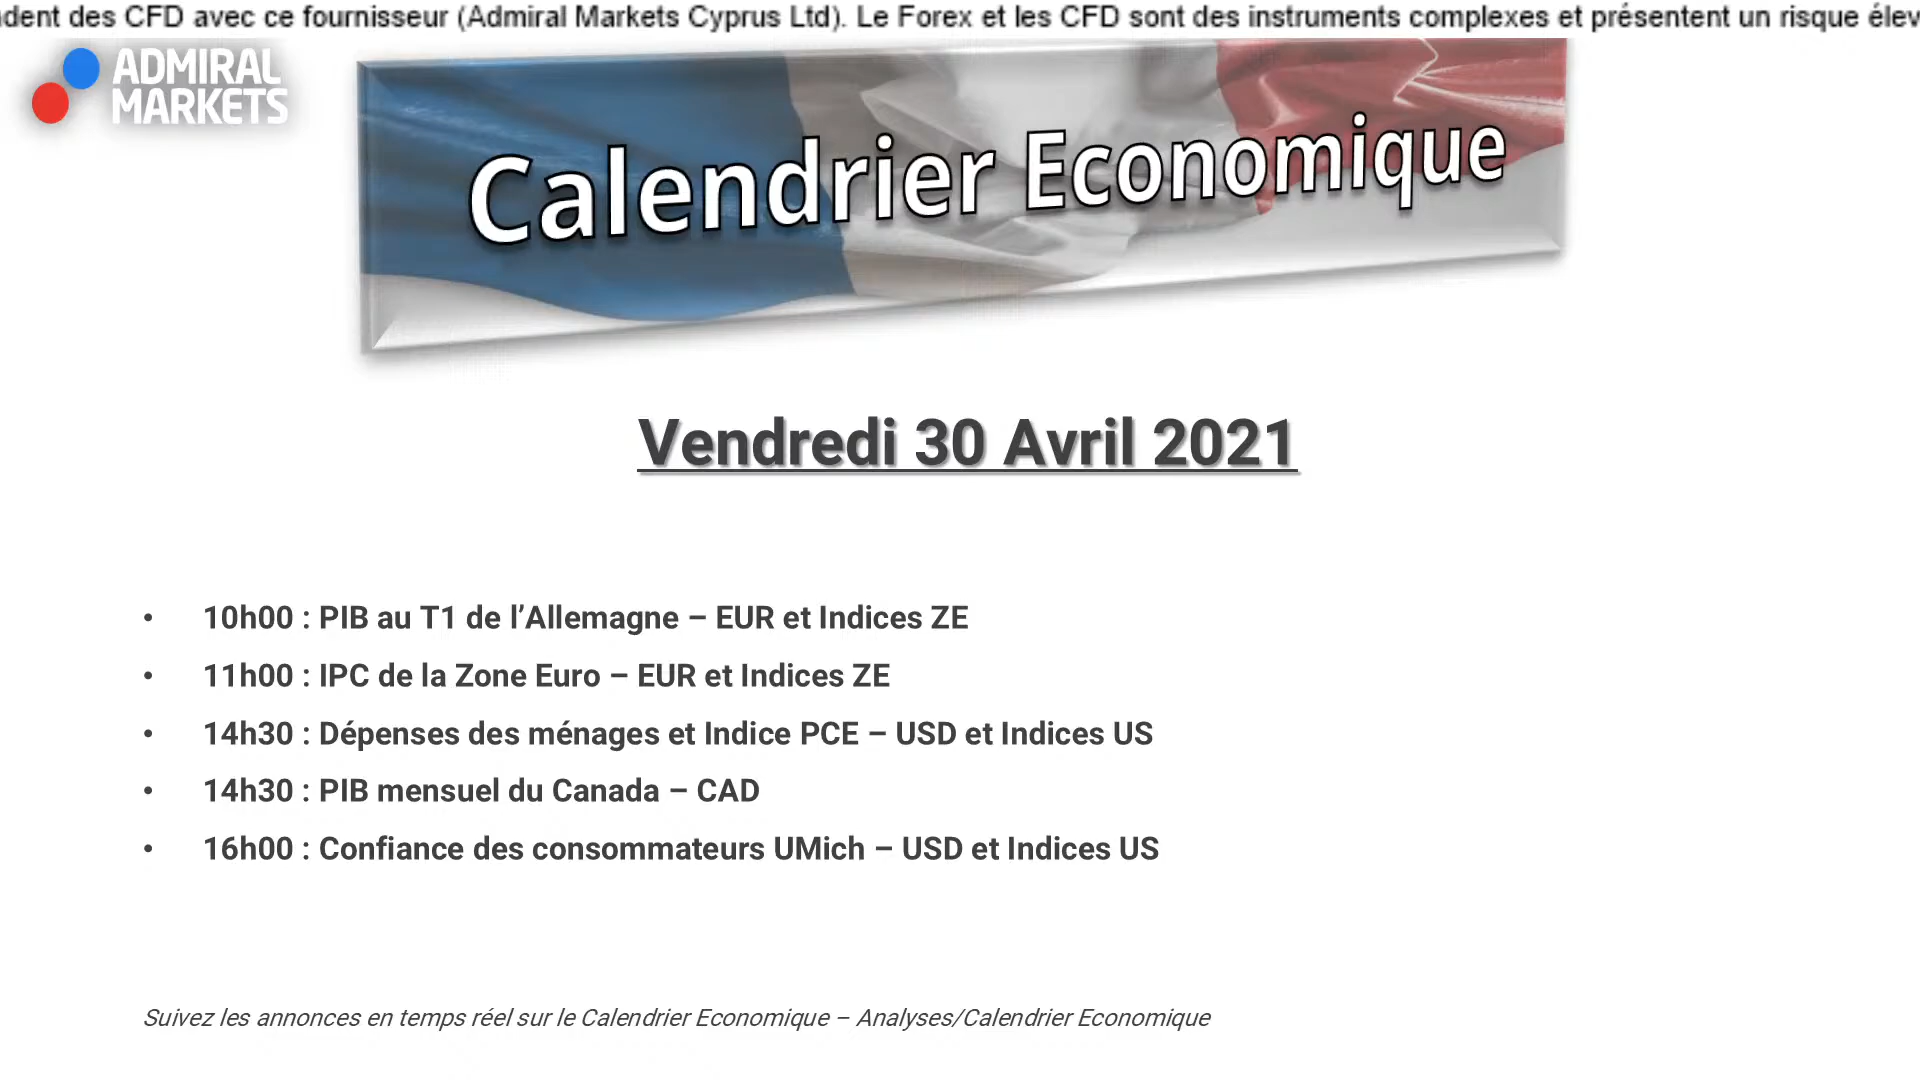 dent des CFD avec ce fournisseur (Admiral Markets Cyprus Ltd). Le Forex et les CFD sont des instruments complexes et présentent un risque élev
ADMIRAL
MARKETS
Calendrier Economique
Vendredi 30 Avril 2021
• 10h00 : PIB au T1 de l’Allemagne – EUR et Indices ZE
• 11h00 : IPC de la Zone Euro – EUR et Indices ZE
• 14h30 : Dépenses des ménages et Indice PCE – USD et Indices US
• 14h30 : PIB mensuel du Canada – CAD
• 16h00 : Confiance des consommateurs UMich – USD et Indices US
Suivez les annonces en temps réel sur le Calendrier Economique – Analyses/Calendrier Economique